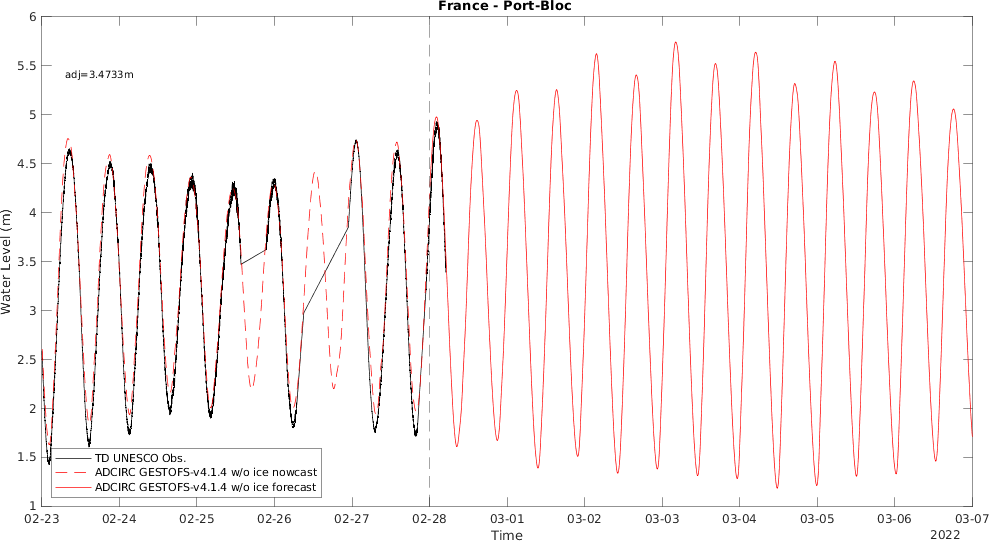 France - Port-Bloc
adj=3.4733m
Water Level (m)
6
5.5
5
4.5
4
3.5
3
2.5
2
1.5
1
TD UNESCO Obs.
ADCIRC GESTOFS-v4.1.4 w/o ice nowcast
ADCIRC GESTOFS-v4.1.4 w/o ice forecast
02-23 02-24 02-25 02-26 02-27 02-28 03-01 03-02 03-03 03-04 03-05 03-06 03-07
Time
2022